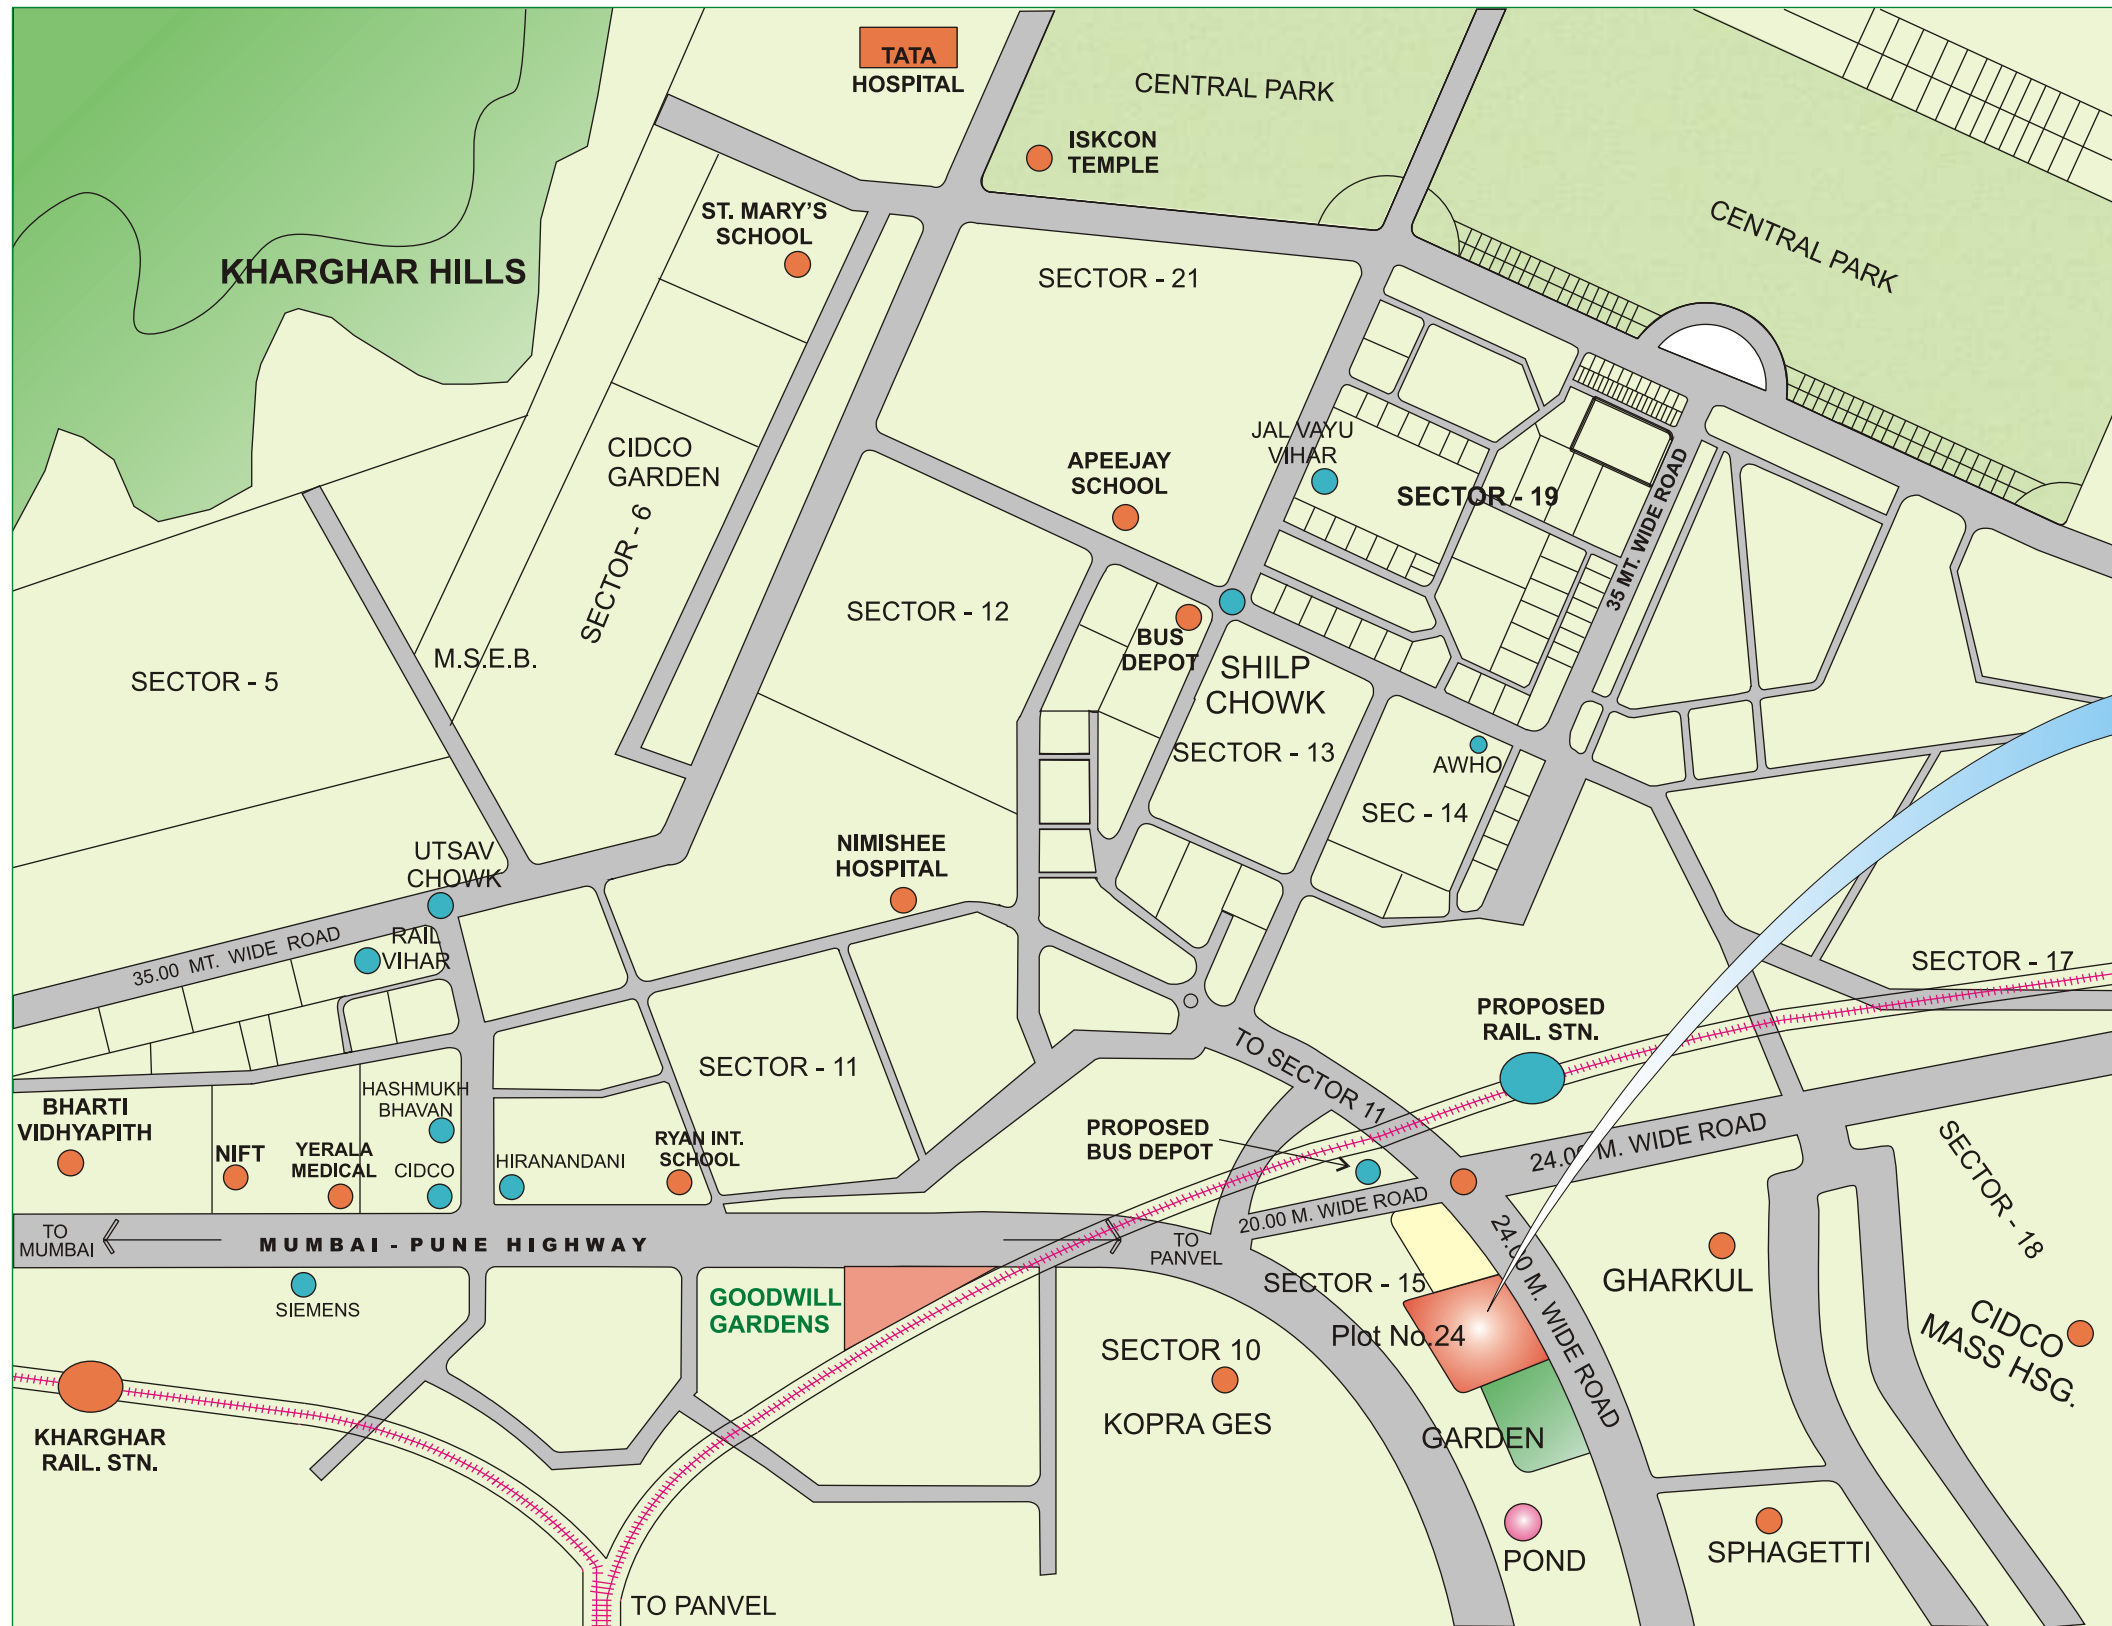 TATA
HOSPITAL
CENTRAL PARK
ISKCON
TEMPLE
ST. MARY'S
SCHOOL
CENTRAL PARK
KHARGHAR HILLS
SECTOR - 21
CIDCO
GARDEN
SECTOR - 6
JAL VAYU
VIHAR
APEEJAY
SCHOOL
SECTOR - 19
35 MT. WIDE ROAD
SECTOR - 12
BUS
DEPOT
SHILP
CHOWK
M.S.E.B.
SECTOR - 5
SECTOR - 13
AWHO
SEC - 14
UTSAV
CHOWK
NIMISHEE
HOSPITAL
35.00 MT. WIDE ROAD
RAIL
VIHAR
SECTOR - 17
PROPOSED
RAIL. STN.
TO SECTOR 11
SECTOR - 11
HASHMUKH
BHAVAN
BHARTI
VIDHYAPITH
NIFT
YERALA
MEDICAL
CIDCO
HIRANANDANI
RYAN INT.
SCHOOL
PROPOSED
BUS DEPOT
24.00 M. WIDE ROAD
20.00 M. WIDE ROAD
SECTOR - 18
TO
MUMBAI
MUMBAI - PUNE HIGHWAY
TO
PANVEL
24.00 M. WIDE ROAD
SIEMENS
GOODWILL
GARDENS
SECTOR - 15
GHARKUL
Plot No.24
SECTOR 10
CIDCO
MASS HSG.
KOPRA GES
GARDEN
KHARGHAR
RAIL. STN.
POND
SPHAGETTI
TO PANVEL